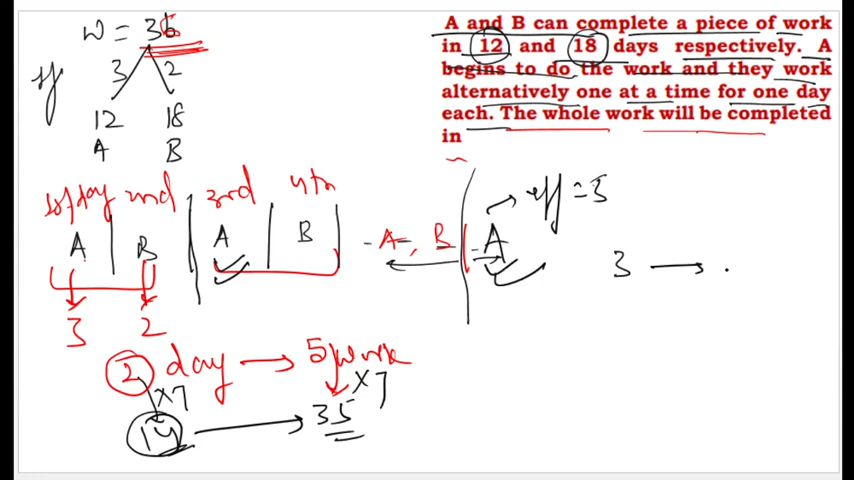 A and B can complete a piece of work
in 12 and 18 days respectively. A
begins to do the work and they work
alternatively one at a time for one day
each. The whole work will be completed
in
W = 36
eff 3 2
12 18
A B
1st day 2nd 3rd 4th
A B A B - A, B A eff = 3
3 2
3 → .
2 day → 5 work
×7 ×7
14 → 35